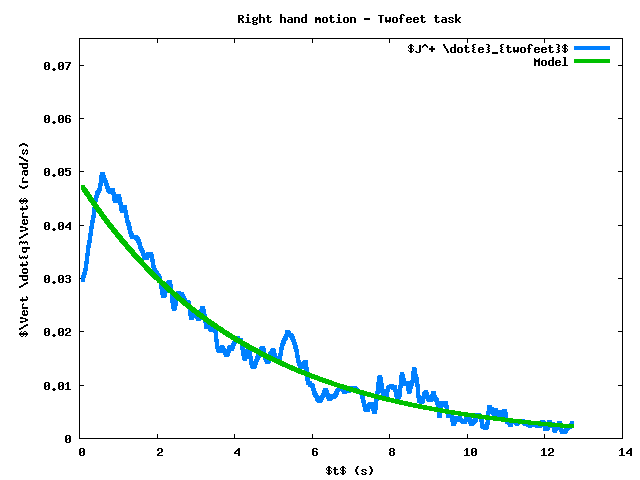 Right hand motion - Twofeet task
$J^+ \dot{e}_{twofeet}$
Model
0.07
0.06
0.05
0.04
0.03
0.02
0.01
0
$\Vert \dot{q}\Vert$ (rad/s)
0 2 4 6 8 10 12 14
$t$ (s)